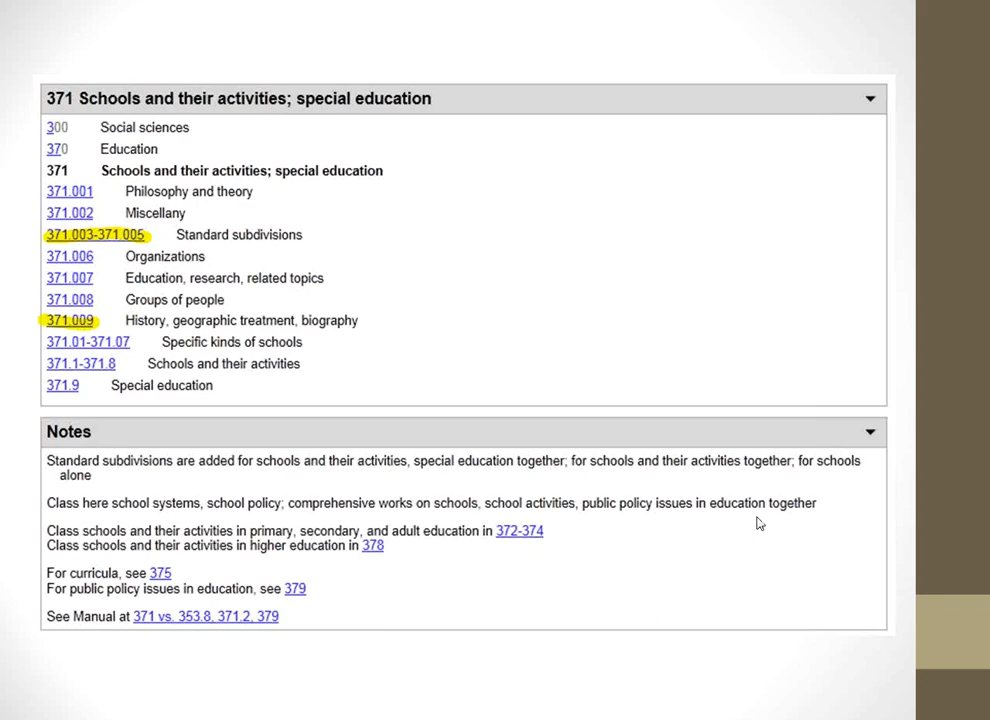 371 Schools and their activities; special education
300 Social sciences
370 Education
371 Schools and their activities; special education
371.001 Philosophy and theory
371.002 Miscellany
371.003-371.005 Standard subdivisions
371.006 Organizations
371.007 Education, research, related topics
371.008 Groups of people
371.009 History, geographic treatment, biography
371.01-371.07 Specific kinds of schools
371.1-371.8 Schools and their activities
371.9 Special education
Notes
Standard subdivisions are added for schools and their activities, special education together; for schools and their activities together; for schools
alone
Class here school systems, school policy; comprehensive works on schools, school activities, public policy issues in education together
Class schools and their activities in primary, secondary, and adult education in 372-374
Class schools and their activities in higher education in 378
For curricula, see 375
For public policy issues in education, see 379
See Manual at 371 vs. 353.8, 371.2, 379